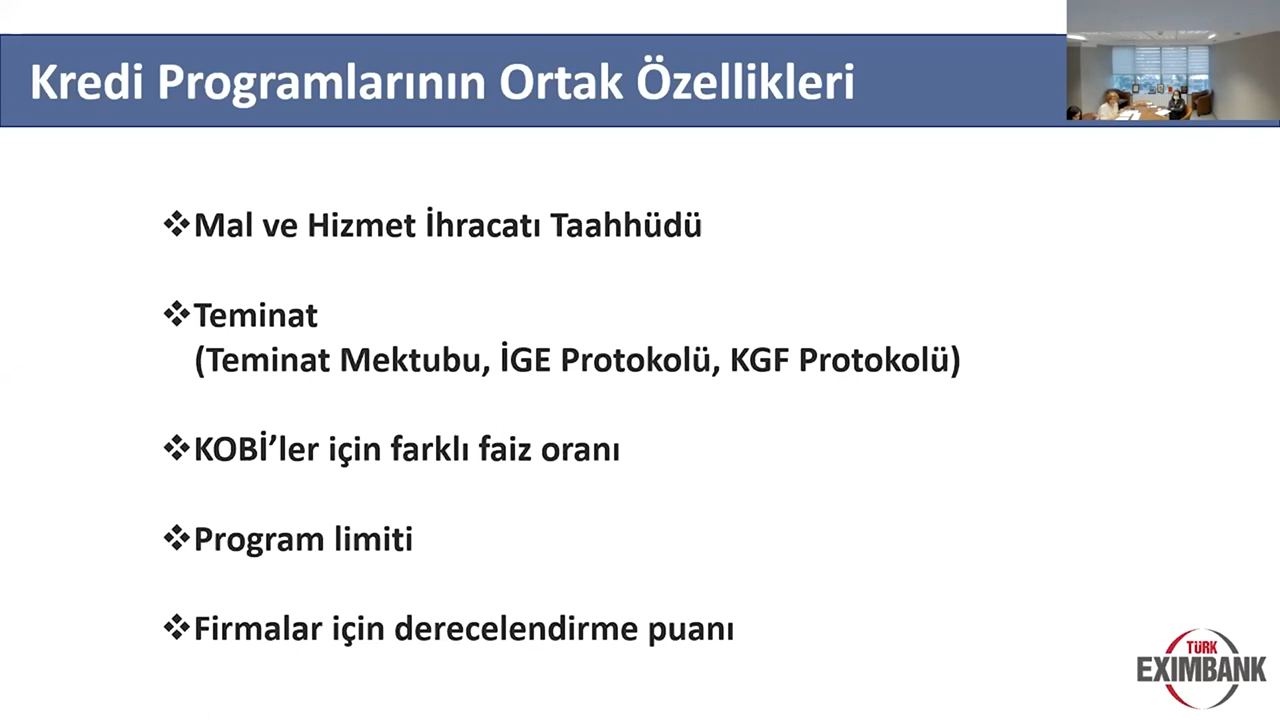 Kredi Programlarının Ortak Özellikleri
❖Mal ve Hizmet İhracatı Taahhüdü
❖Teminat
(Teminat Mektubu, İGE Protokolü, KGF Protokolü)
❖KOBİ’ler için farklı faiz oranı
❖Program limiti
❖Firmalar için derecelendirme puanı
TÜRK
EXIMBANK